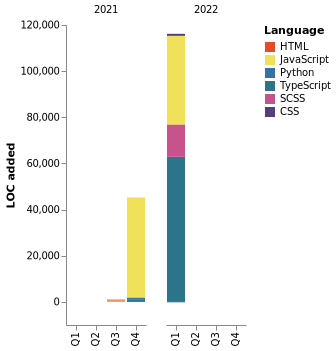 2021 2022
Language
HTML
JavaScript
Python
TypeScript
SCSS
CSS
LOC added
120,000
100,000
80,000
60,000
40,000
20,000
0
Q1 Q2 Q3 Q4 Q1 Q2 Q3 Q4